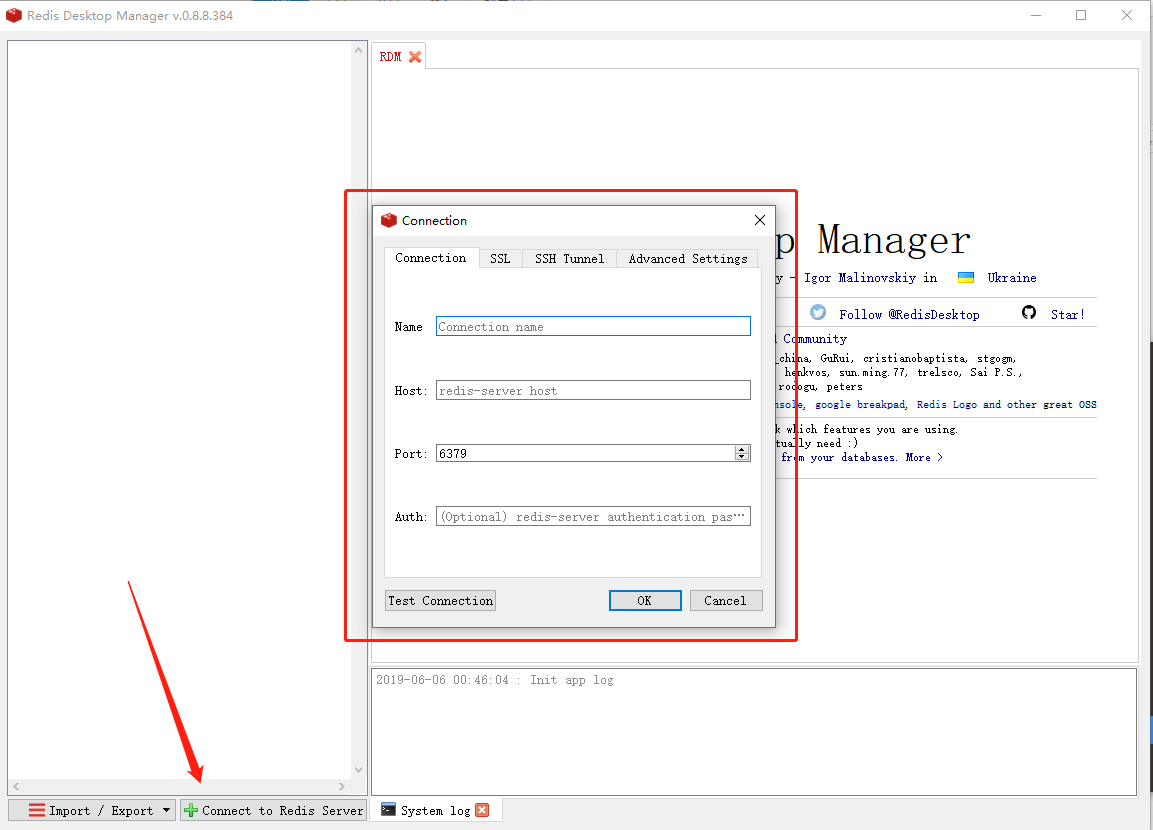 Redis Desktop Manager v.0.8.8.384
RDM
p Manager
y - Igor Malinovskiy in Ukraine
Follow @RedisDesktop Star!
Community
_china, GuRui, cristianobaptista, stgogm,
henkvos, sun.ming.77, trelsco, Sai P.S.,
rodogu, peters
nsole, google breakpad, Redis Logo and other great OSS
k which features you are using.
tually need :)
from your databases. More >
Connection
Connection SSL SSH Tunnel Advanced Settings
Name Connection name
Host: redis-server host
Port: 6379
Auth: (Optional) redis-server authentication pas…
Test Connection OK Cancel
2019-06-06 00:46:04 : Init app log
Import / Export Connect to Redis Server System log